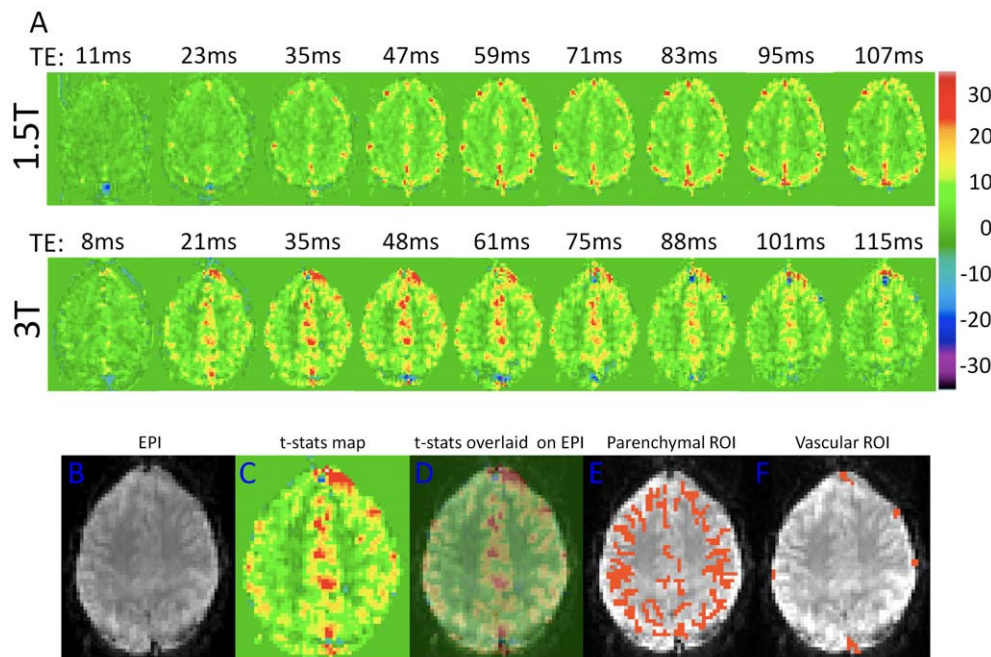 A
TE: 11ms 23ms 35ms 47ms 59ms 71ms 83ms 95ms 107ms
1.5T
30
20
10
0
-10
-20
-30
TE: 8ms 21ms 35ms 48ms 61ms 75ms 88ms 101ms 115ms
3T
EPI t-stats map t-stats overlaid on EPI Parenchymal ROI Vascular ROI
B C D E F